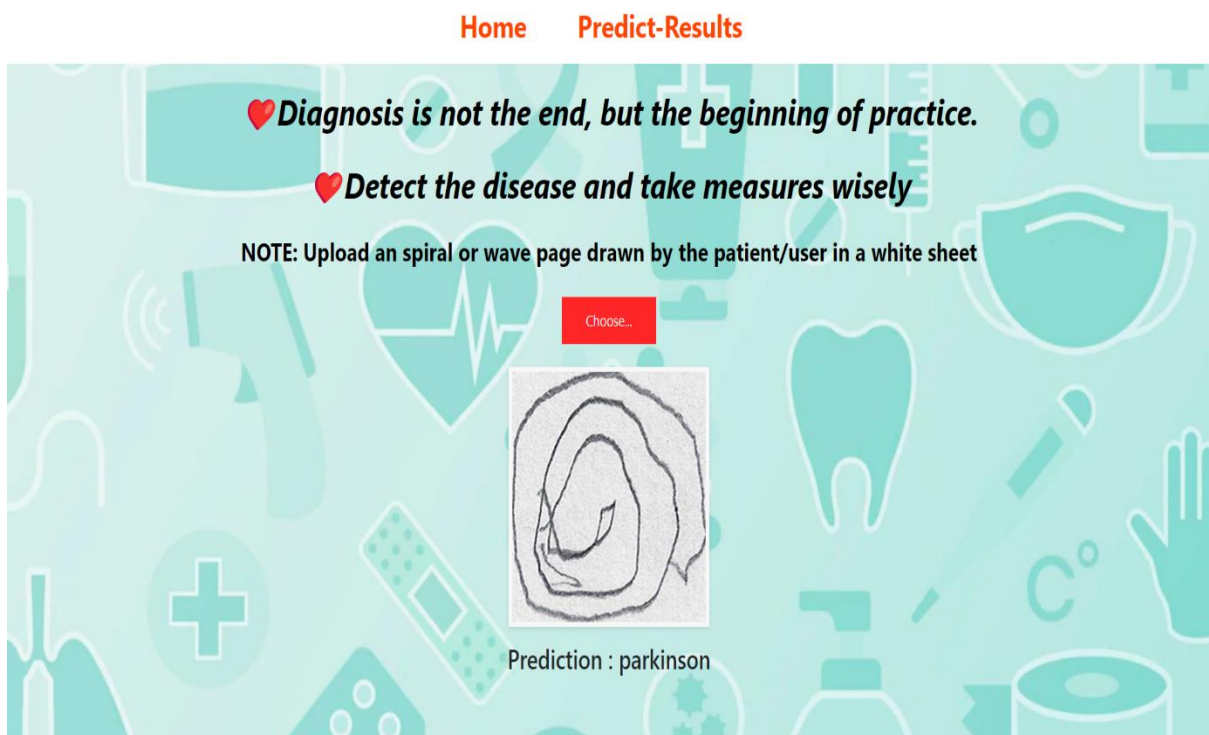 Home Predict-Results
❤️Diagnosis is not the end, but the beginning of practice.
❤️Detect the disease and take measures wisely
NOTE: Upload an spiral or wave page drawn by the patient/user in a white sheet
Choose...
C°
Prediction : parkinson